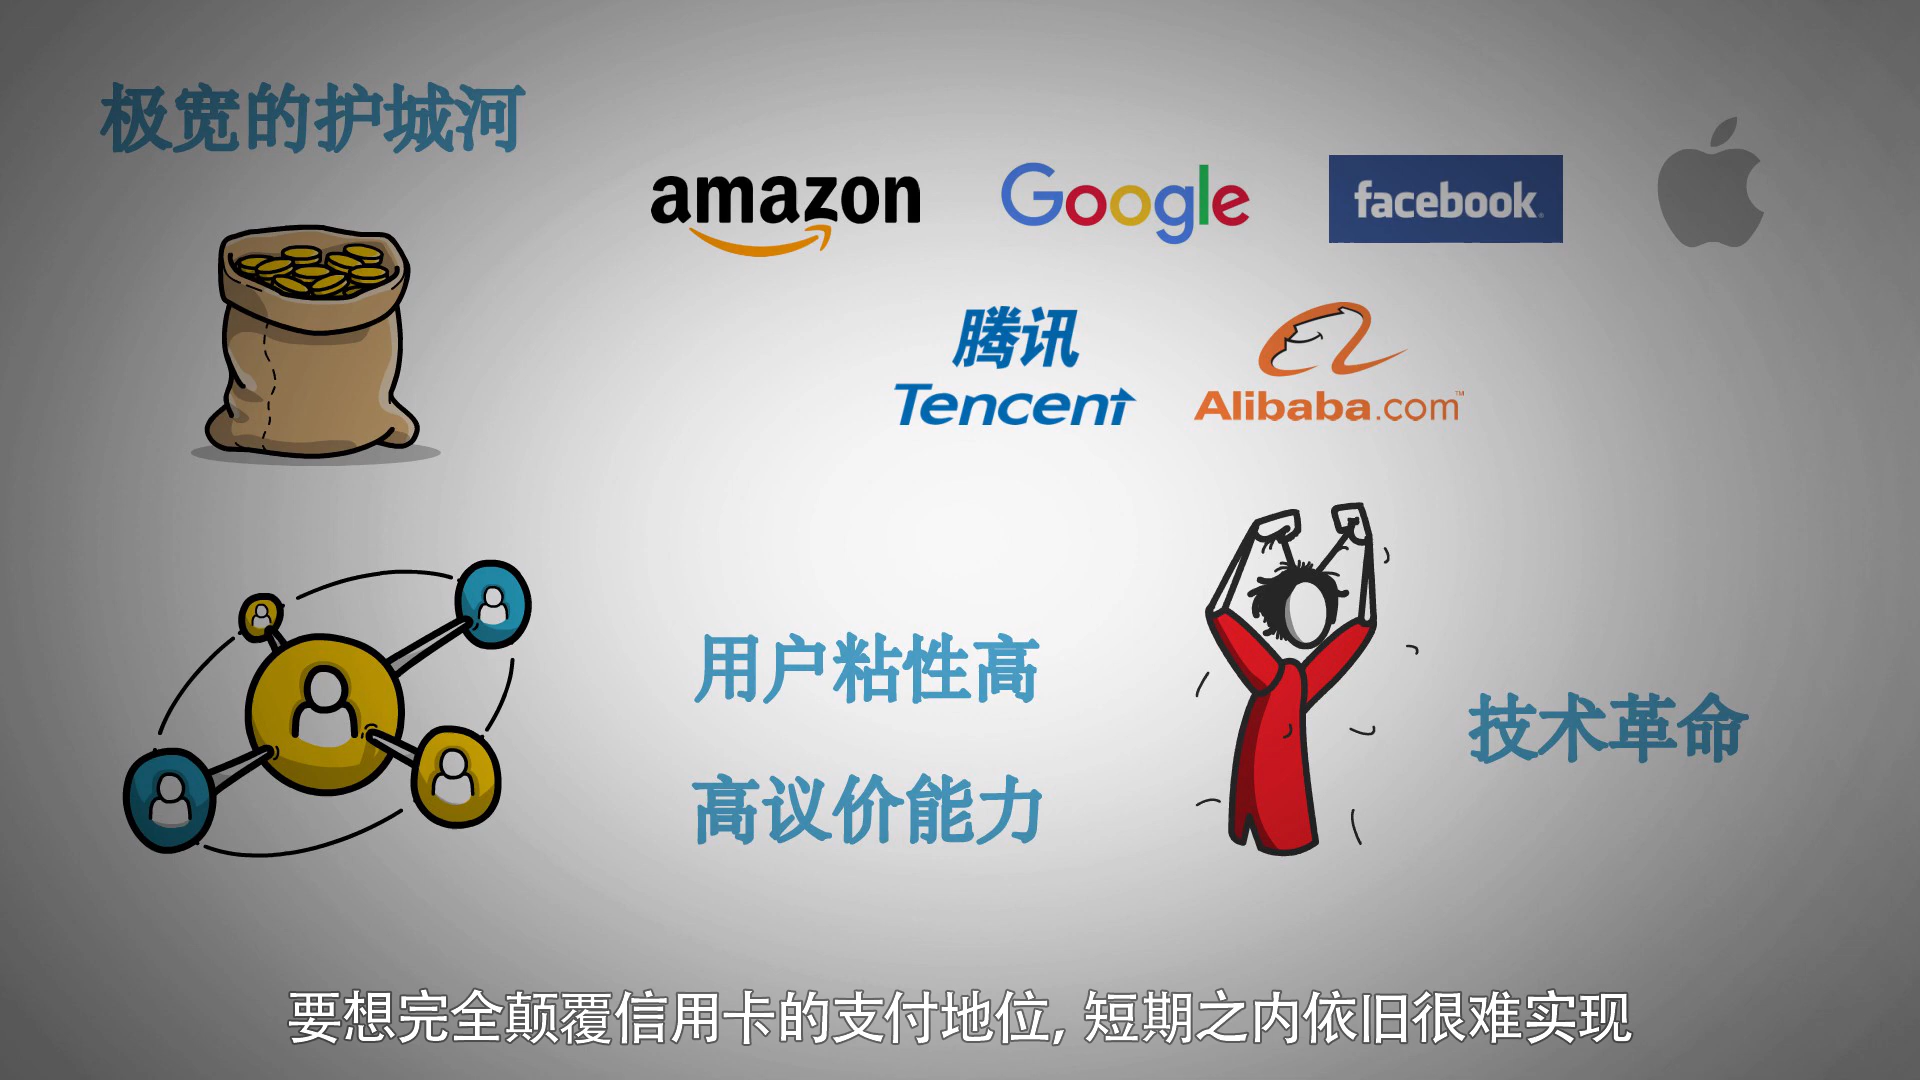 极宽的护城河
amazon
Google
facebook
腾讯
Tencent
Alibaba.com™
用户粘性高
高议价能力
技术革命
要想完全颠覆信用卡的支付地位, 短期之内依旧很难实现